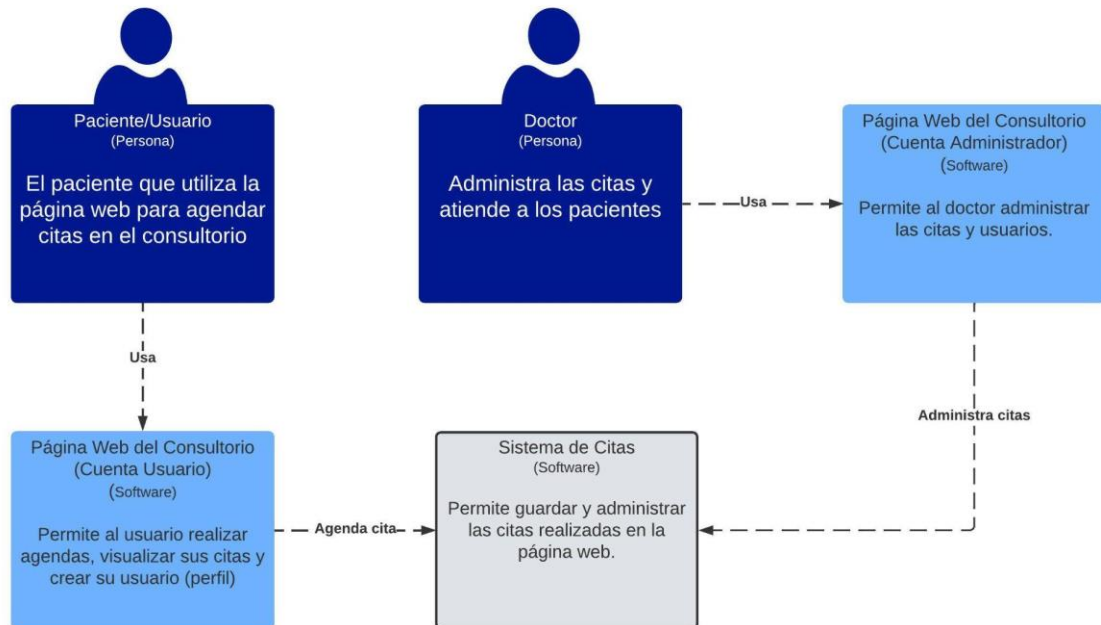 Paciente/Usuario
(Persona)
El paciente que utiliza la
página web para agendar
citas en el consultorio
Doctor
(Persona)
Administra las citas y
atiende a los pacientes
Usa
Página Web del Consultorio
(Cuenta Administrador)
(Software)
Permite al doctor administrar
las citas y usuarios.
Usa
Administra citas
Página Web del Consultorio
(Cuenta Usuario)
(Software)
Permite al usuario realizar
agendas, visualizar sus citas y
crear su usuario (perfil)
Agenda cita
Sistema de Citas
(Software)
Permite guardar y administrar
las citas realizadas en la
página web.